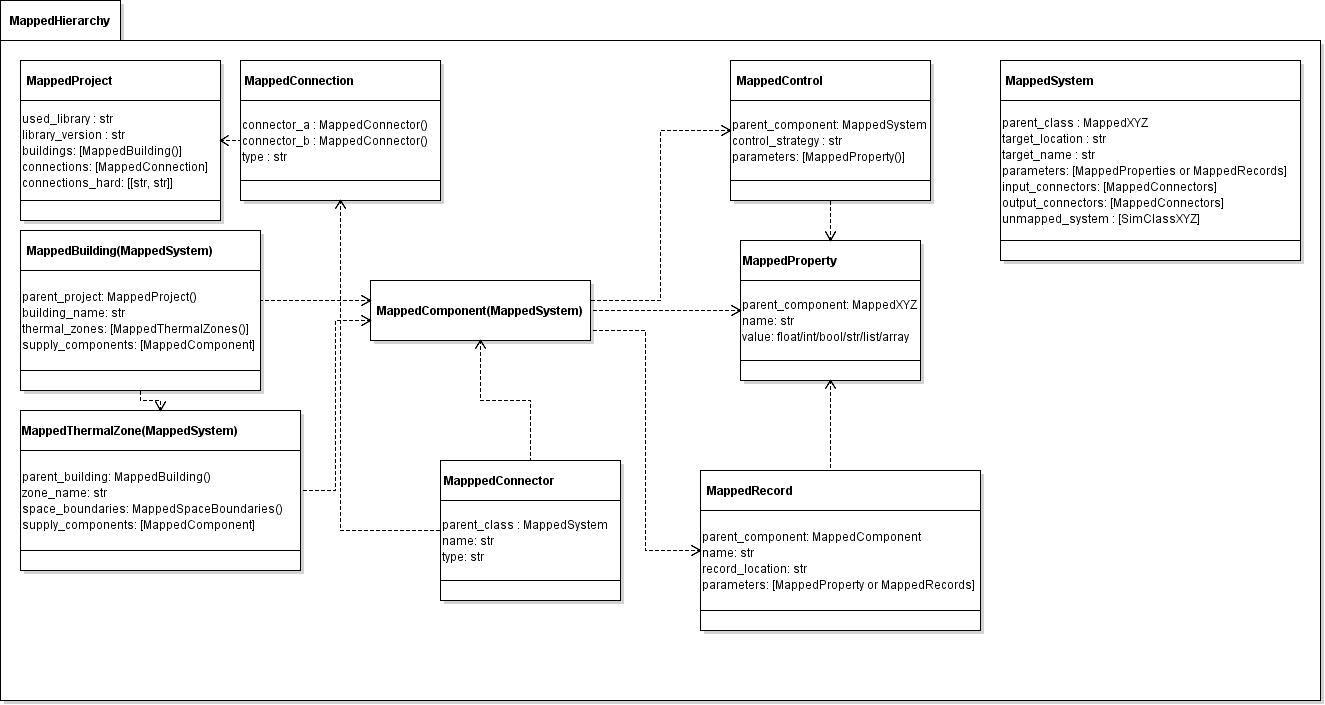 MappedHierarchy
MappedProject
used_library : str
library_version : str
buildings: [MappedBuilding()]
connections: [MappedConnection]
connections_hard: [[str, str]]
MappedConnection
connector_a : MappedConnector()
connector_b : MappedConnector()
type : str
MappedControl
parent_component: MappedSystem
control_strategy : str
parameters: [MappedProperty()]
MappedSystem
parent_class : MappedXYZ
target_location : str
target_name : str
parameters: [MappedProperties or MappedRecords]
input_connectors: [MappedConnectors]
output_connectors: [MappedConnectors]
unmapped_system : [SimClassXYZ]
MappedBuilding(MappedSystem)
parent_project: MappedProject()
building_name: str
thermal_zones: [MappedThermalZones()]
supply_components: [MappedComponent]
MappedComponent(MappedSystem)
MappedProperty
parent_component: MappedXYZ
name: str
value: float/int/bool/str/list/array
MappedThermalZone(MappedSystem)
parent_building: MappedBuilding()
zone_name: str
space_boundaries: MappedSpaceBoundaries()
supply_components: [MappedComponent]
MapppedConnector
parent_class : MappedSystem
name: str
type: str
MappedRecord
parent_component: MappedComponent
name: str
record_location: str
parameters: [MappedProperty or MappedRecords]